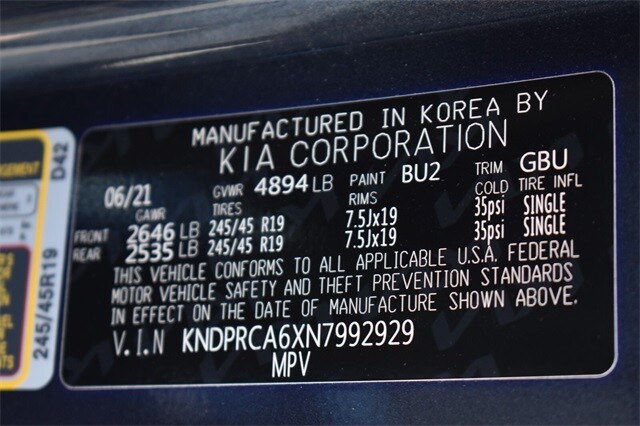 MANUFACTURED IN KOREA BY
KIA CORPORATION
06/21 GVWR 4894 LB PAINT BU2 TRIM GBU
GAWR TIRES RIMS COLD TIRE INFL
FRONT 2646 LB 245/45 R19 7.5Jx19 35psi SINGLE
REAR 2535 LB 245/45 R19 7.5Jx19 35psi SINGLE
THIS VEHICLE CONFORMS TO ALL APPLICABLE U.S.A. FEDERAL
MOTOR VEHICLE SAFETY AND THEFT PREVENTION STANDARDS
IN EFFECT ON THE DATE OF MANUFACTURE SHOWN ABOVE.
V.I.N KNDPRCA6XN7992929
MPV
245/45R19 D42